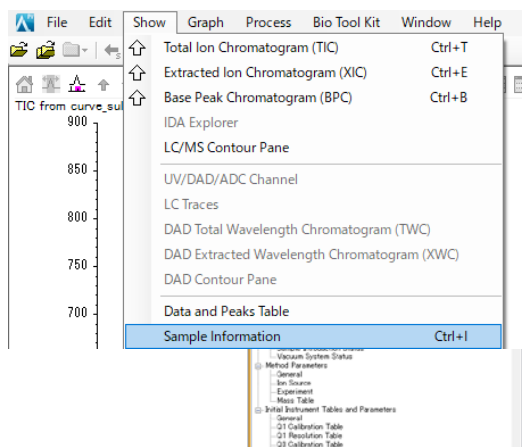 File Edit Show Graph Process Bio Tool Kit Window Help
Total Ion Chromatogram (TIC) Ctrl+T
Extracted Ion Chromatogram (XIC) Ctrl+E
TIC from curve_sul
Base Peak Chromatogram (BPC) Ctrl+B
900
IDA Explorer
LC/MS Contour Pane
850
UV/DAD/ADC Channel
LC Traces
800
DAD Total Wavelength Chromatogram (TWC)
DAD Extracted Wavelength Chromatogram (XWC)
750
DAD Contour Pane
700
Data and Peaks Table
Sample Information Ctrl+I
Vacuum System Status
Method Parameters
General
Ion Source
Experiment
Mass Table
Initial Instrument Tables and Parameters
General
Q1 Calibration Table
Q1 Resolution Table
Q3 Calibration Table